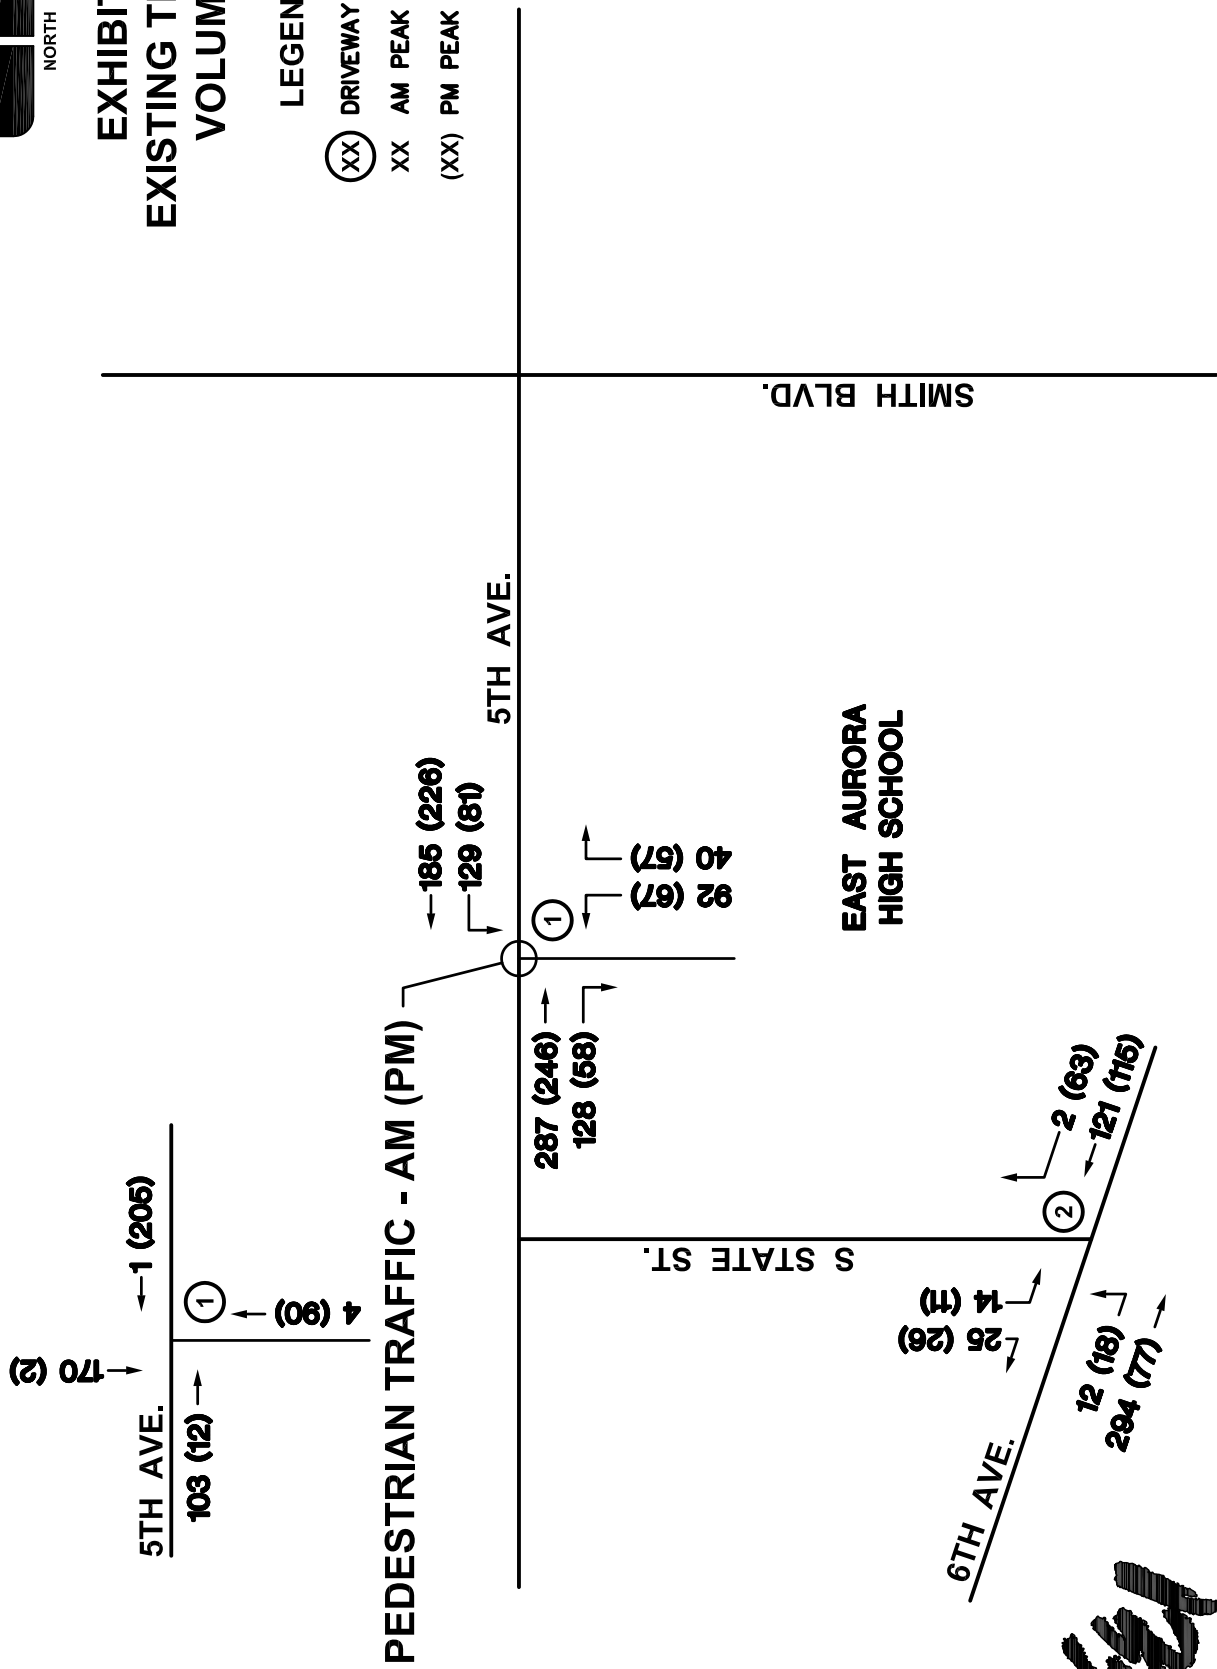 NORTH
EXHIBIT
EXISTING
VOLUM
LEGEN
XX DRIVEWAY
XX AM PEAK
(XX) PM PEAK
5TH AVE.
170 (2)
1 (205)
103 (12)
1
4 (90)
PEDESTRIAN TRAFFIC - AM (PM)
185 (226)
129 (81)
5TH AVE.
287 (246)
128 (58)
1
40 (57)
92 (67)
SMITH BLVD.
EAST AURORA
HIGH SCHOOL
S STATE ST.
14 (11)
25 (26)
2
2 (63)
121 (115)
6TH AVE.
12 (18)
294 (77)